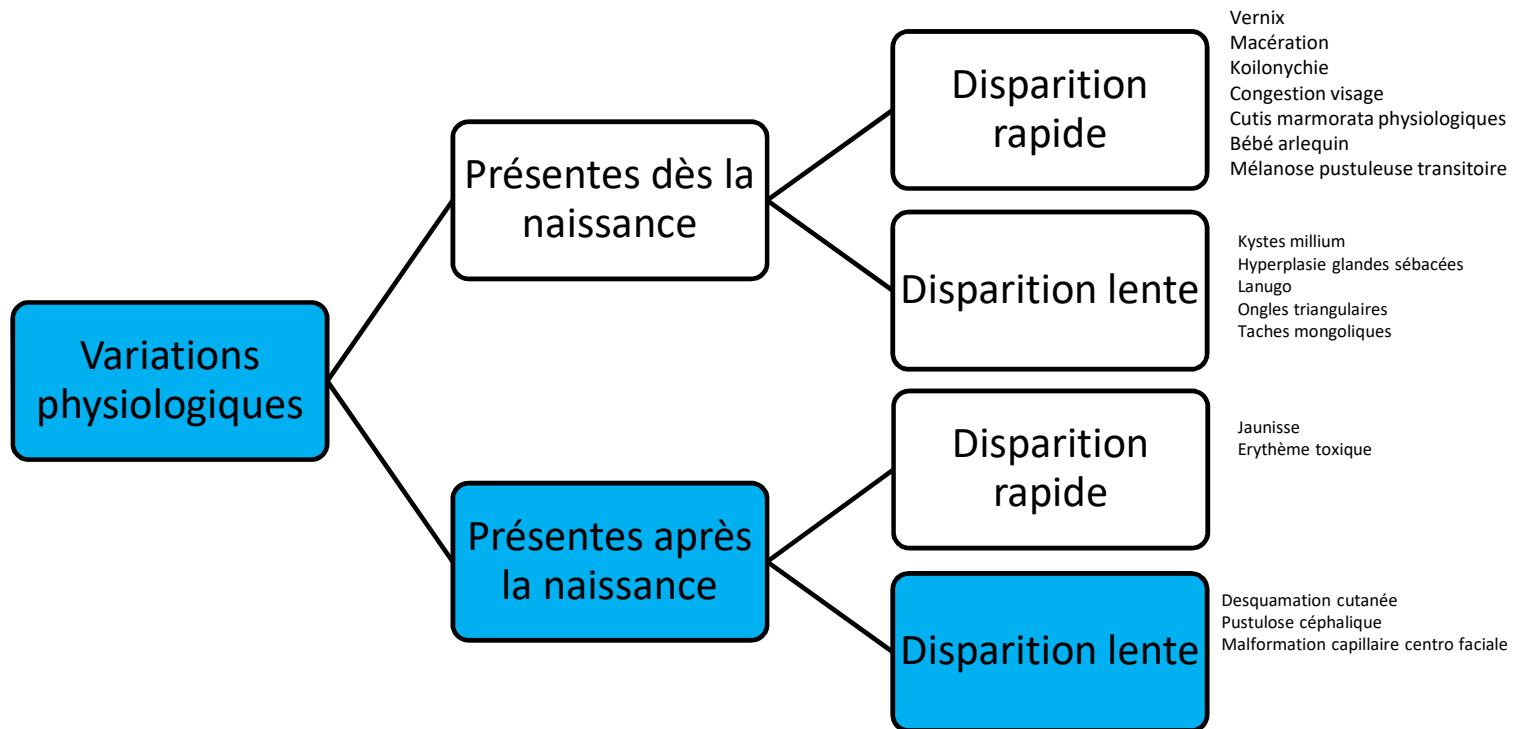 Variations
physiologiques
Présentes dès la
naissance
Disparition
rapide
Vernix
Macération
Koilonychie
Congestion visage
Cutis marmorata physiologiques
Bébé arlequin
Mélanose pustuleuse transitoire
Disparition lente
Kystes millium
Hyperplasie glandes sébacées
Lanugo
Ongles triangulaires
Taches mongoliques
Présentes après
la naissance
Disparition
rapide
Jaunisse
Erythème toxique
Disparition lente
Desquamation cutanée
Pustulose céphalique
Malformation capillaire centro faciale